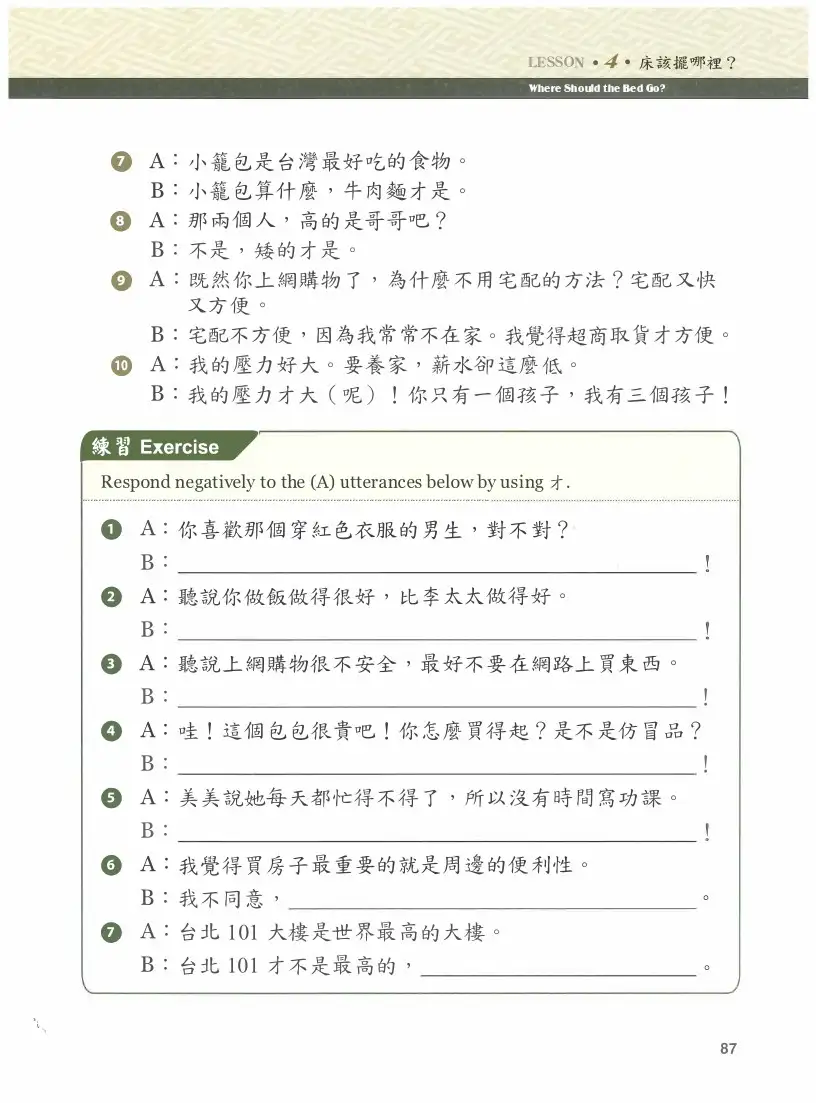 LESSON • 4 • 床該擺哪裡？
Where Should the Bed Go?
7 A：小籠包是台灣最好吃的食物。
B：小籠包算什麼，牛肉麵才是。
8 A：那兩個人，高的是哥哥吧？
B：不是，矮的才是。
9 A：既然你上網購物了，為什麼不用宅配的方法？宅配又快
又方便。
B：宅配不方便，因為我常常不在家。我覺得超商取貨才方便。
10 A：我的壓力好大。要養家，薪水卻這麼低。
B：我的壓力才大（呢）！你只有一個孩子，我有三個孩子！
練習 Exercise
Respond negatively to the (A) utterances below by using 才.
1 A：你喜歡那個穿紅色衣服的男生，對不對？
B：！
2 A：聽說你做飯做得很好，比李太太做得好。
B：！
3 A：聽說上網購物很不安全，最好不要在網路上買東西。
B：！
4 A：哇！這個包包很貴吧！你怎麼買得起？是不是仿冒品？
B：！
5 A：美美說她每天都忙得不得了，所以沒有時間寫功課。
B：！
6 A：我覺得買房子最重要的就是周邊的便利性。
B：我不同意，。
7 A：台北 101 大樓是世界最高的大樓。
B：台北 101 才不是最高的，。
87